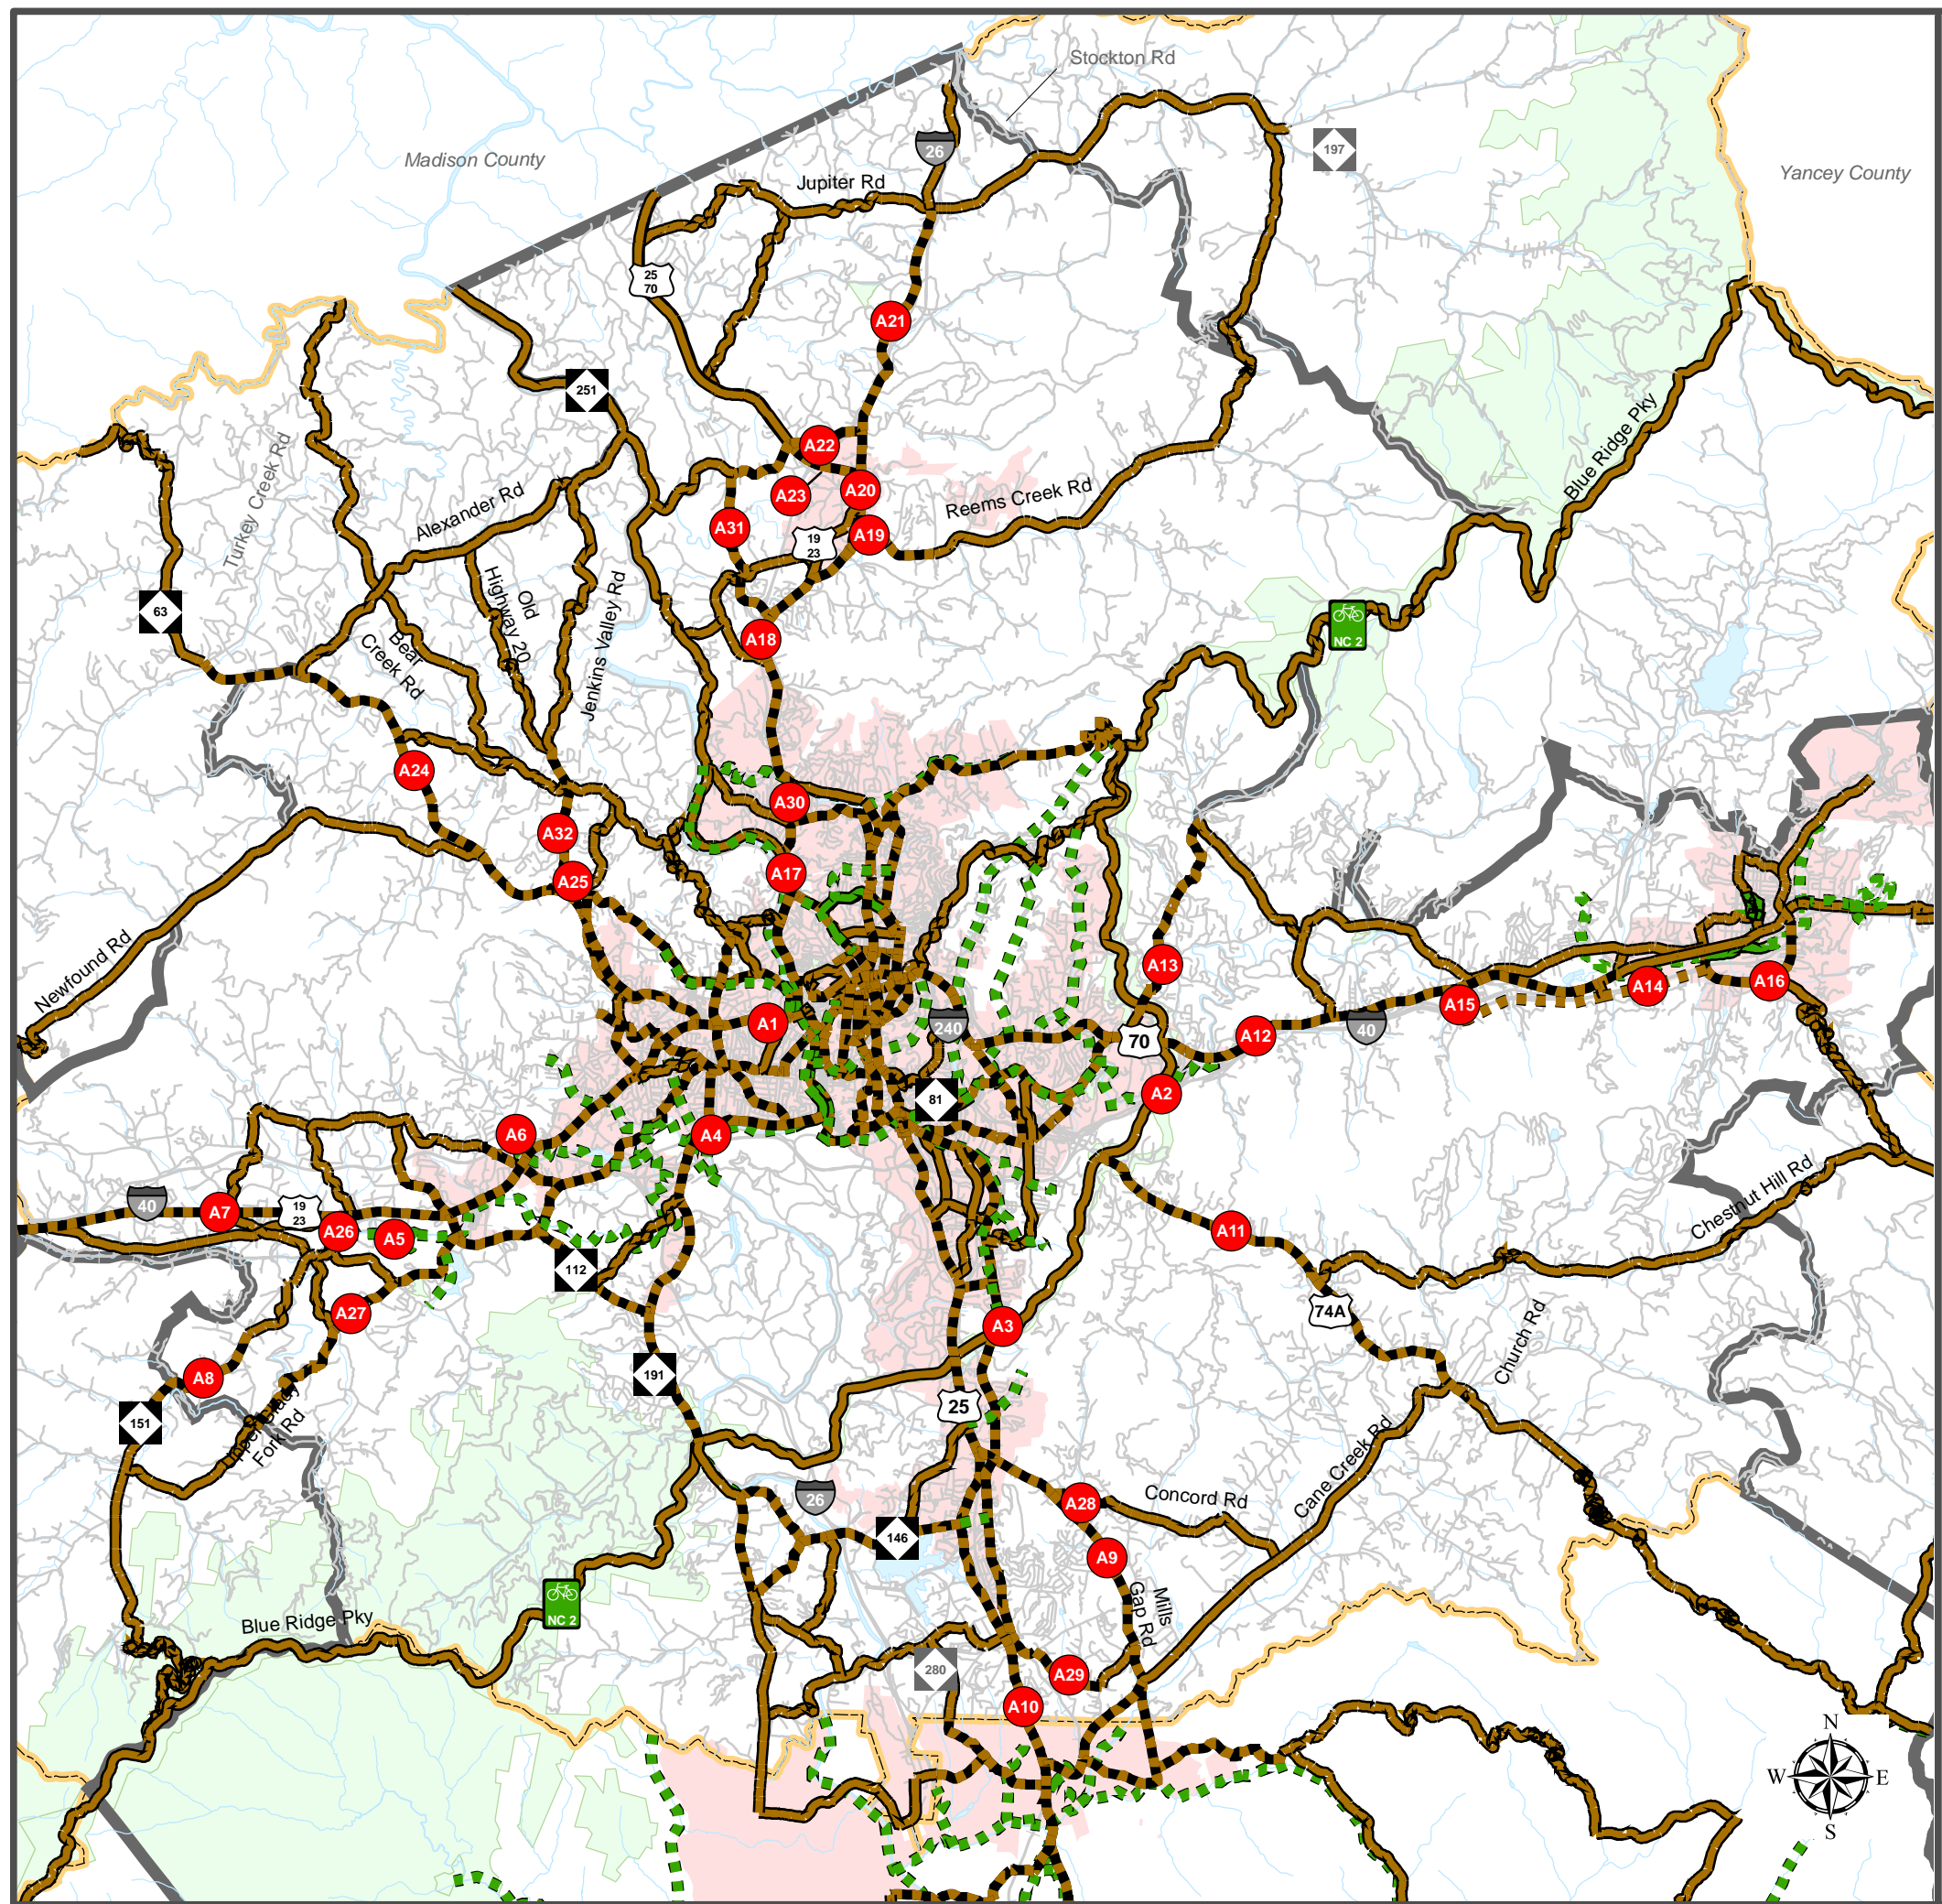 Stockton Rd
26
197
Madison County
Yancey County
Jupiter Rd
25
70
A21
251
Blue Ridge Pky
A22
Turkey Creek Rd
Alexander Rd
A23
A20
Reems Creek Rd
A31
A19
19
23
63
Old
Highway 20
Jenkins Valley Rd
NC 2
A18
Bear
Creek Rd
A24
A30
A32
A17
A25
Newfound Rd
A13
A14
A16
A15
A1
240
70
A12
40
A2
81
A6
A4
Chestnut Hill Rd
40
A7
19
23
A26
A5
A11
112
74A
A27
A3
Church Rd
A8
191
25
151
Fork Rd
Cane Creek Rd
26
Concord Rd
A28
146
A9
NC 2
Mills
Gap Rd
Blue Ridge Pky
280
A29
A10
N
W
E
S